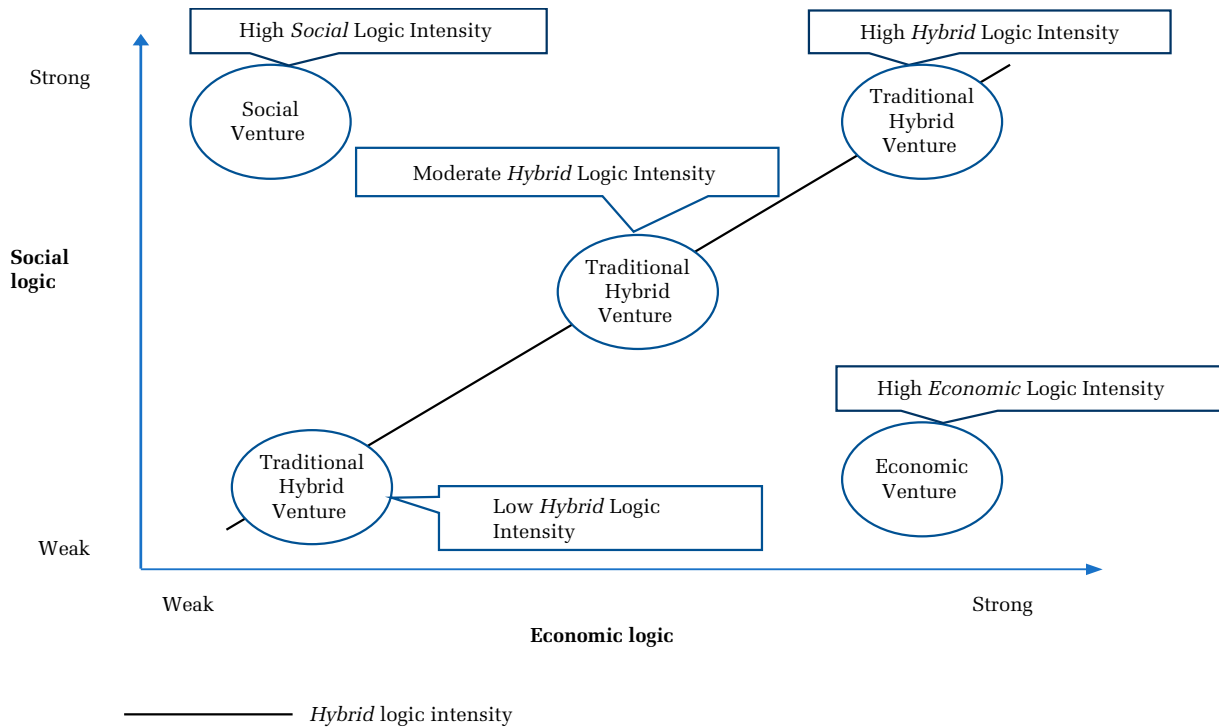 High Social Logic Intensity
High Hybrid Logic Intensity
Strong
Social
Venture
Traditional
Hybrid
Venture
Moderate Hybrid Logic Intensity
Social
logic
Traditional
Hybrid
Venture
High Economic Logic Intensity
Traditional
Hybrid
Venture
Economic
Venture
Low Hybrid Logic
Intensity
Weak
Weak
Strong
Economic logic
Hybrid logic intensity